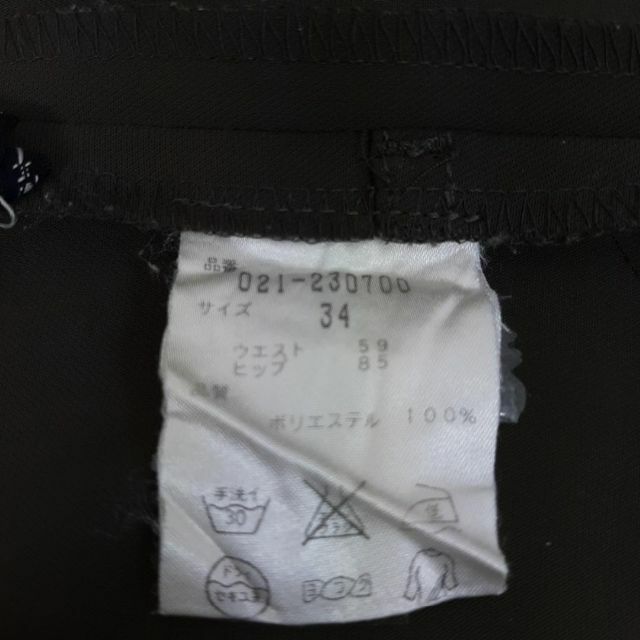 品番
021-230700
サイズ 34
ウエスト 59
ヒップ 85
品質
ポリエステル 100%
手洗イ
30